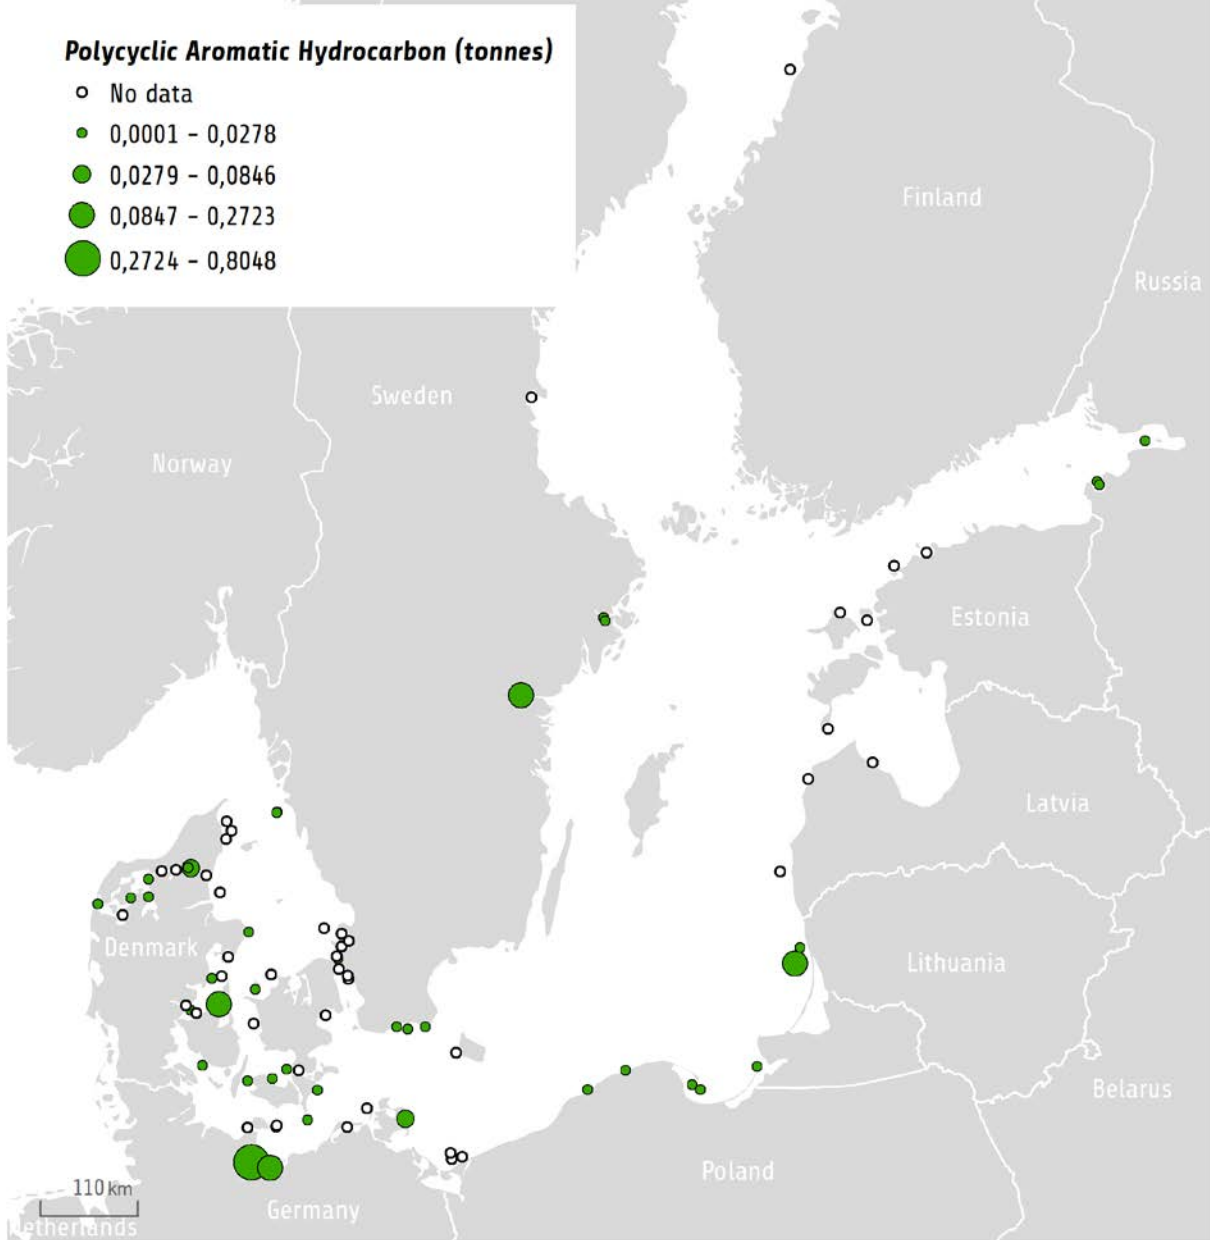 Polycyclic Aromatic Hydrocarbon (tonnes)
No data
0,0001 - 0,0278
0,0279 - 0,0846
0,0847 - 0,2723
0,2724 - 0,8048
Finland
Russia
Sweden
Norway
Estonia
Latvia
Denmark
Lithuania
Belarus
Poland
110 km
Germany
Netherlands